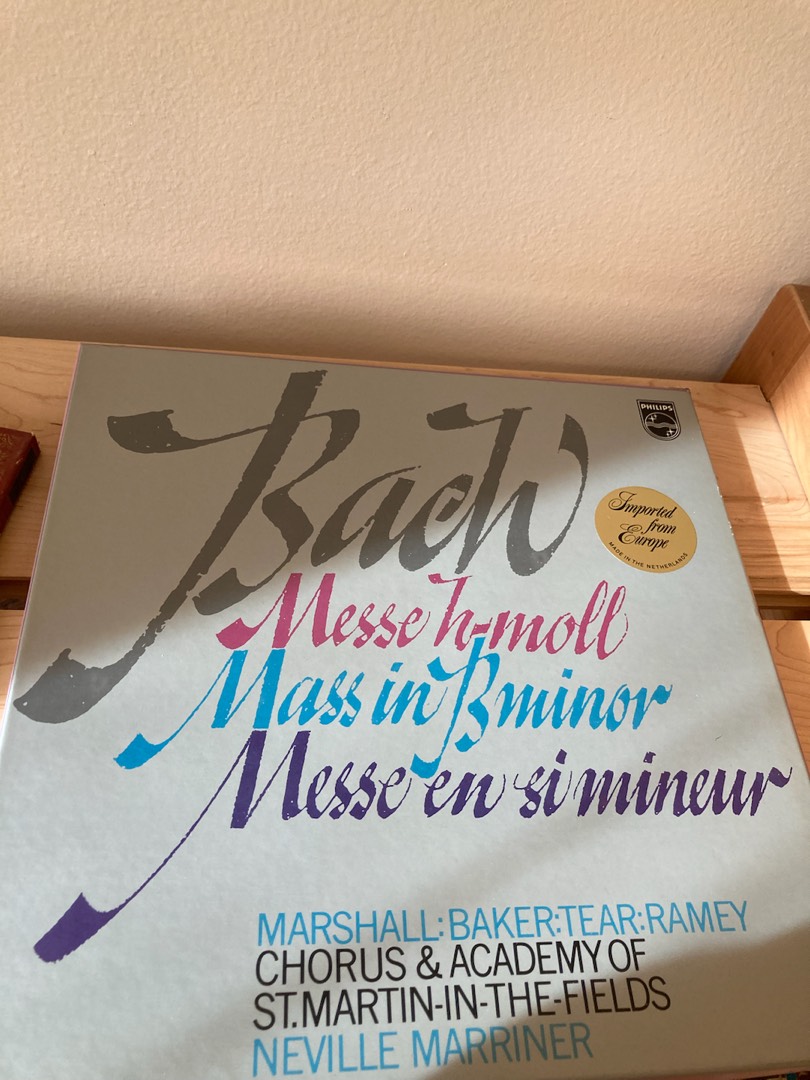 Bach
PHILIPS
Imported
from
Europe
MADE IN THE NETHERLANDS
Messe h-moll
Mass in B minor
Messe en si mineur
MARSHALL:BAKER:TEAR:RAMEY
CHORUS & ACADEMY OF
ST.MARTIN-IN-THE-FIELDS
NEVILLE MARRINER